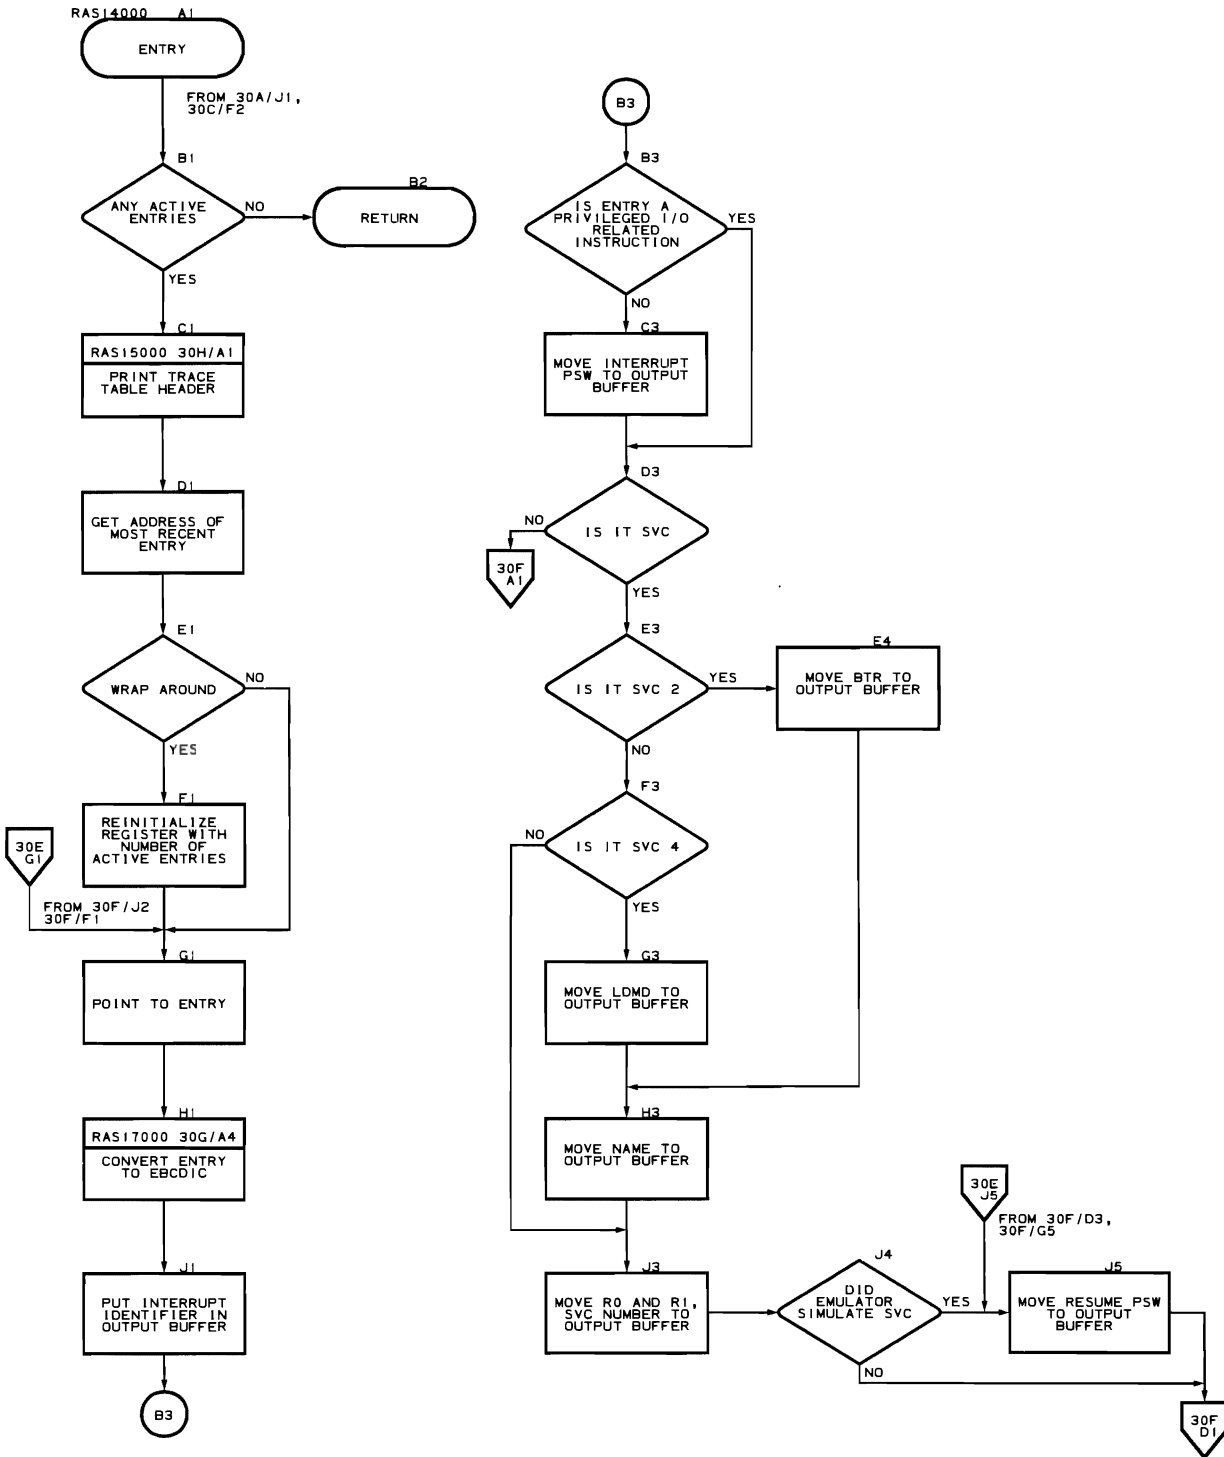 RAS14000 A1
ENTRY
FROM 30A/J1,
30C/F2
B1
ANY ACTIVE
ENTRIES
NO
B2
RETURN
YES
C1
RAS15000 30H/A1
PRINT TRACE
TABLE HEADER
D1
GET ADDRESS OF
MOST RECENT
ENTRY
E1
WRAP AROUND
NO
YES
F1
REINITIALIZE
REGISTER WITH
NUMBER OF
ACTIVE ENTRIES
30E
G1
FROM 30F/J2
30F/F1
G1
POINT TO ENTRY
H1
RAS17000 30G/A4
CONVERT ENTRY
TO EBCDIC
J1
PUT INTERRUPT
IDENTIFIER IN
OUTPUT BUFFER
B3
B3
B3
IS ENTRY A
PRIVILEGED I/O
RELATED
INSTRUCTION
YES
NO
C3
MOVE INTERRUPT
PSW TO OUTPUT
BUFFER
D3
NO
IS IT SVC
30F
A1
YES
E3
IS IT SVC 2
YES
E4
MOVE BTR TO
OUTPUT BUFFER
NO
F3
NO
IS IT SVC 4
YES
G3
MOVE LDMD TO
OUTPUT BUFFER
H3
MOVE NAME TO
OUTPUT BUFFER
J3
MOVE R0 AND R1,
SVC NUMBER TO
OUTPUT BUFFER
J4
DID
EMULATOR
SIMULATE SVC
YES
NO
30E
J5
FROM 30F/D3,
30F/G5
J5
MOVE RESUME PSW
TO OUTPUT
BUFFER
30F
D1